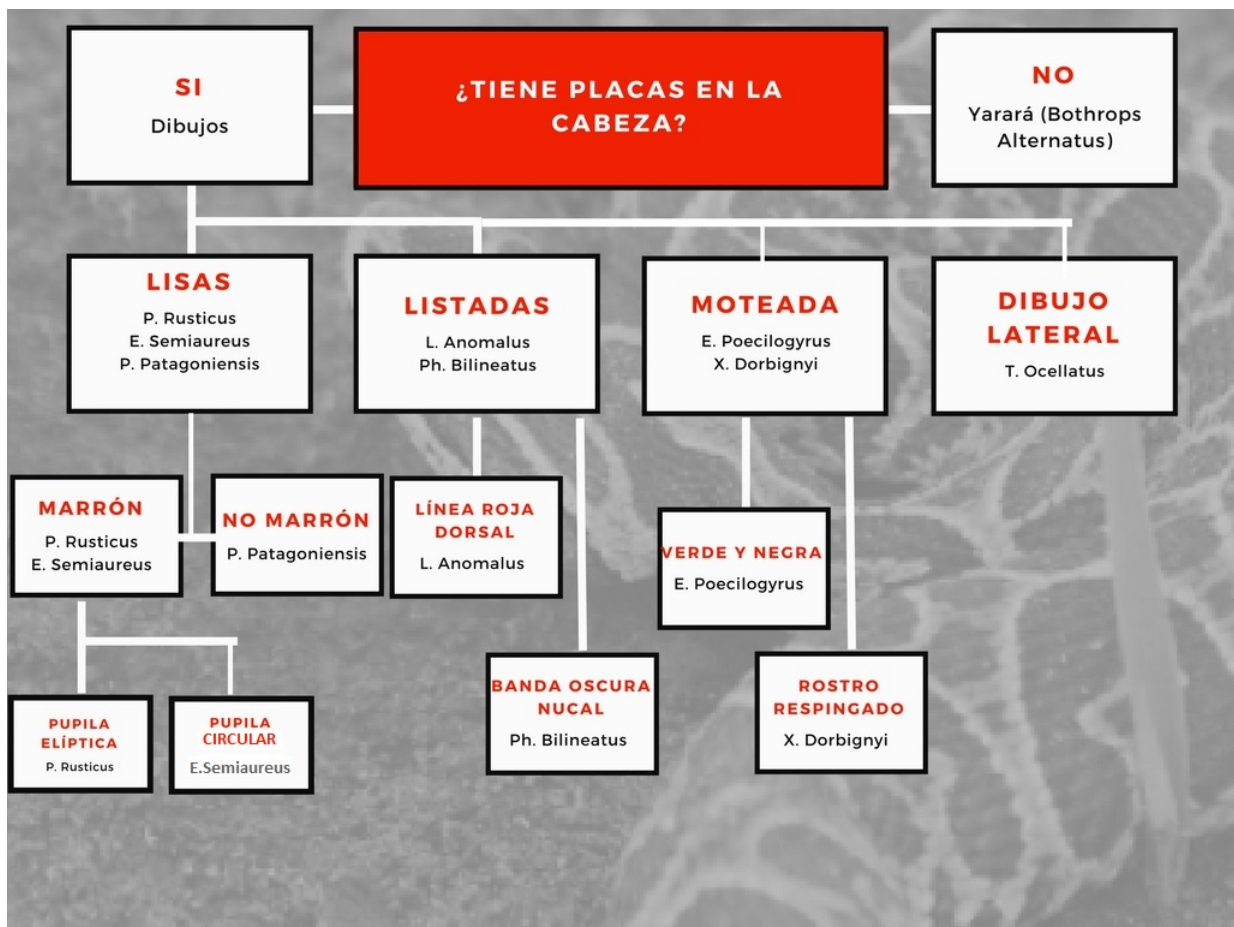 SI
Dibujos
¿TIENE PLACAS EN LA
CABEZA?
NO
Yarará (Bothrops
Alternatus)
LISAS
P. Rusticus
E. Semiaureus
P. Patagoniensis
LISTADAS
L. Anomalus
Ph. Bilineatus
MOTEADA
E. Poecilogyrus
X. Dorbignyi
DIBUJO
LATERAL
T. Ocellatus
MARRÓN
P. Rusticus
E. Semiaureus
NO MARRÓN
P. Patagoniensis
LÍNEA ROJA
DORSAL
L. Anomalus
VERDE Y NEGRA
E. Poecilogyrus
BANDA OSCURA
NUCAL
Ph. Bilineatus
ROSTRO
RESPINGADO
X. Dorbignyi
PUPILA
ELÍPTICA
P. Rusticus
PUPILA
CIRCULAR
E.Semiaureus